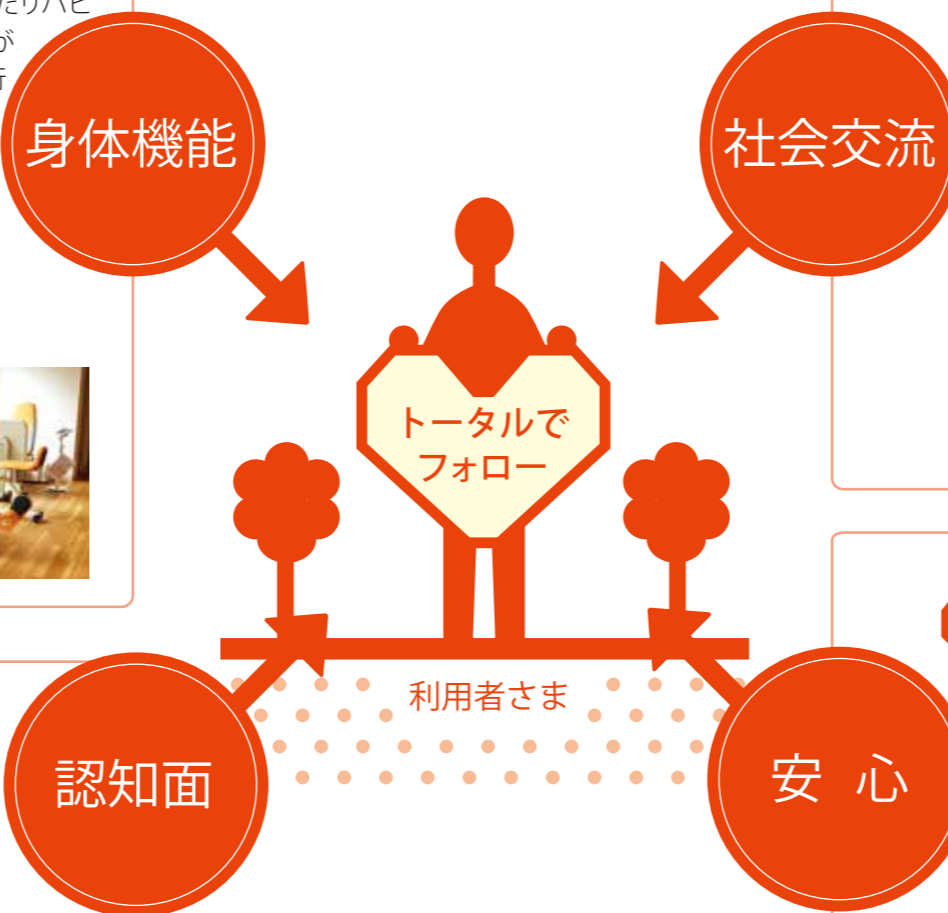 が
身体機能
社会交流
トータルで
フォロー
利用者さま
認知面
安 心